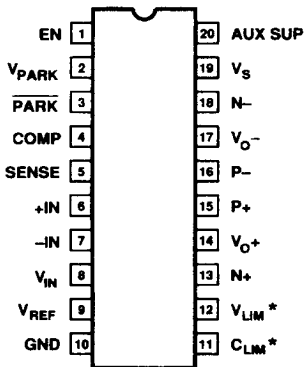 EN 1 20 AUX SUP
V_PARK 2 19 V_S
PARK 3 18 N–
COMP 4 17 V_O–
SENSE 5 16 P–
+IN 6 15 P+
–IN 7 14 V_O+
V_IN 8 13 N+
V_REF 9 12 V_LIM*
GND 10 11 C_LIM*